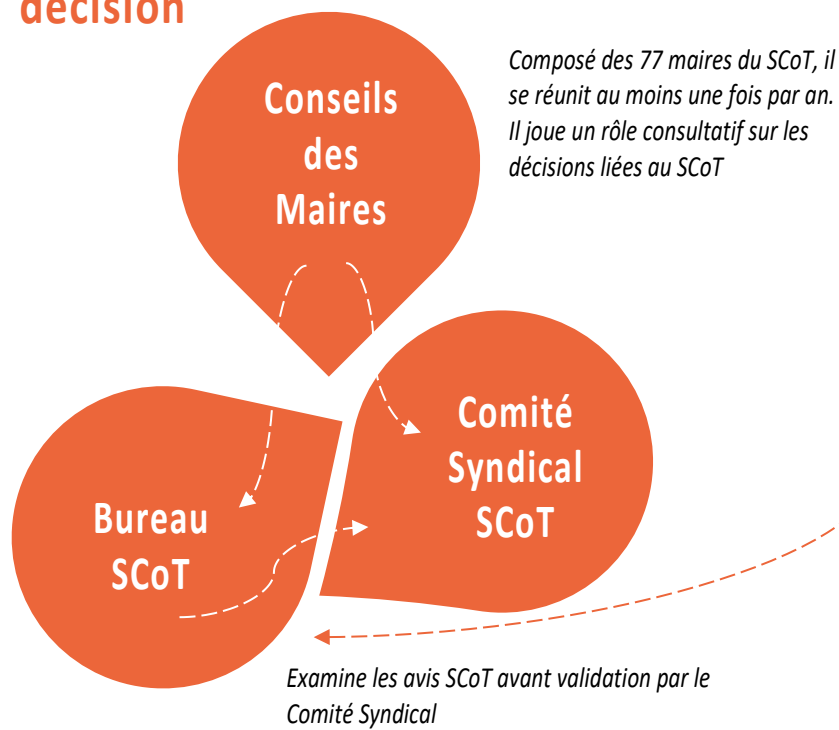 décision
Conseils
des
Maires
Composé des 77 maires du SCoT, il
se réunit au moins une fois par an.
Il joue un rôle consultatif sur les
décisions liées au SCoT
Comité
Syndical
SCoT
Bureau
SCoT
Examine les avis SCoT avant validation par le
Comité Syndical